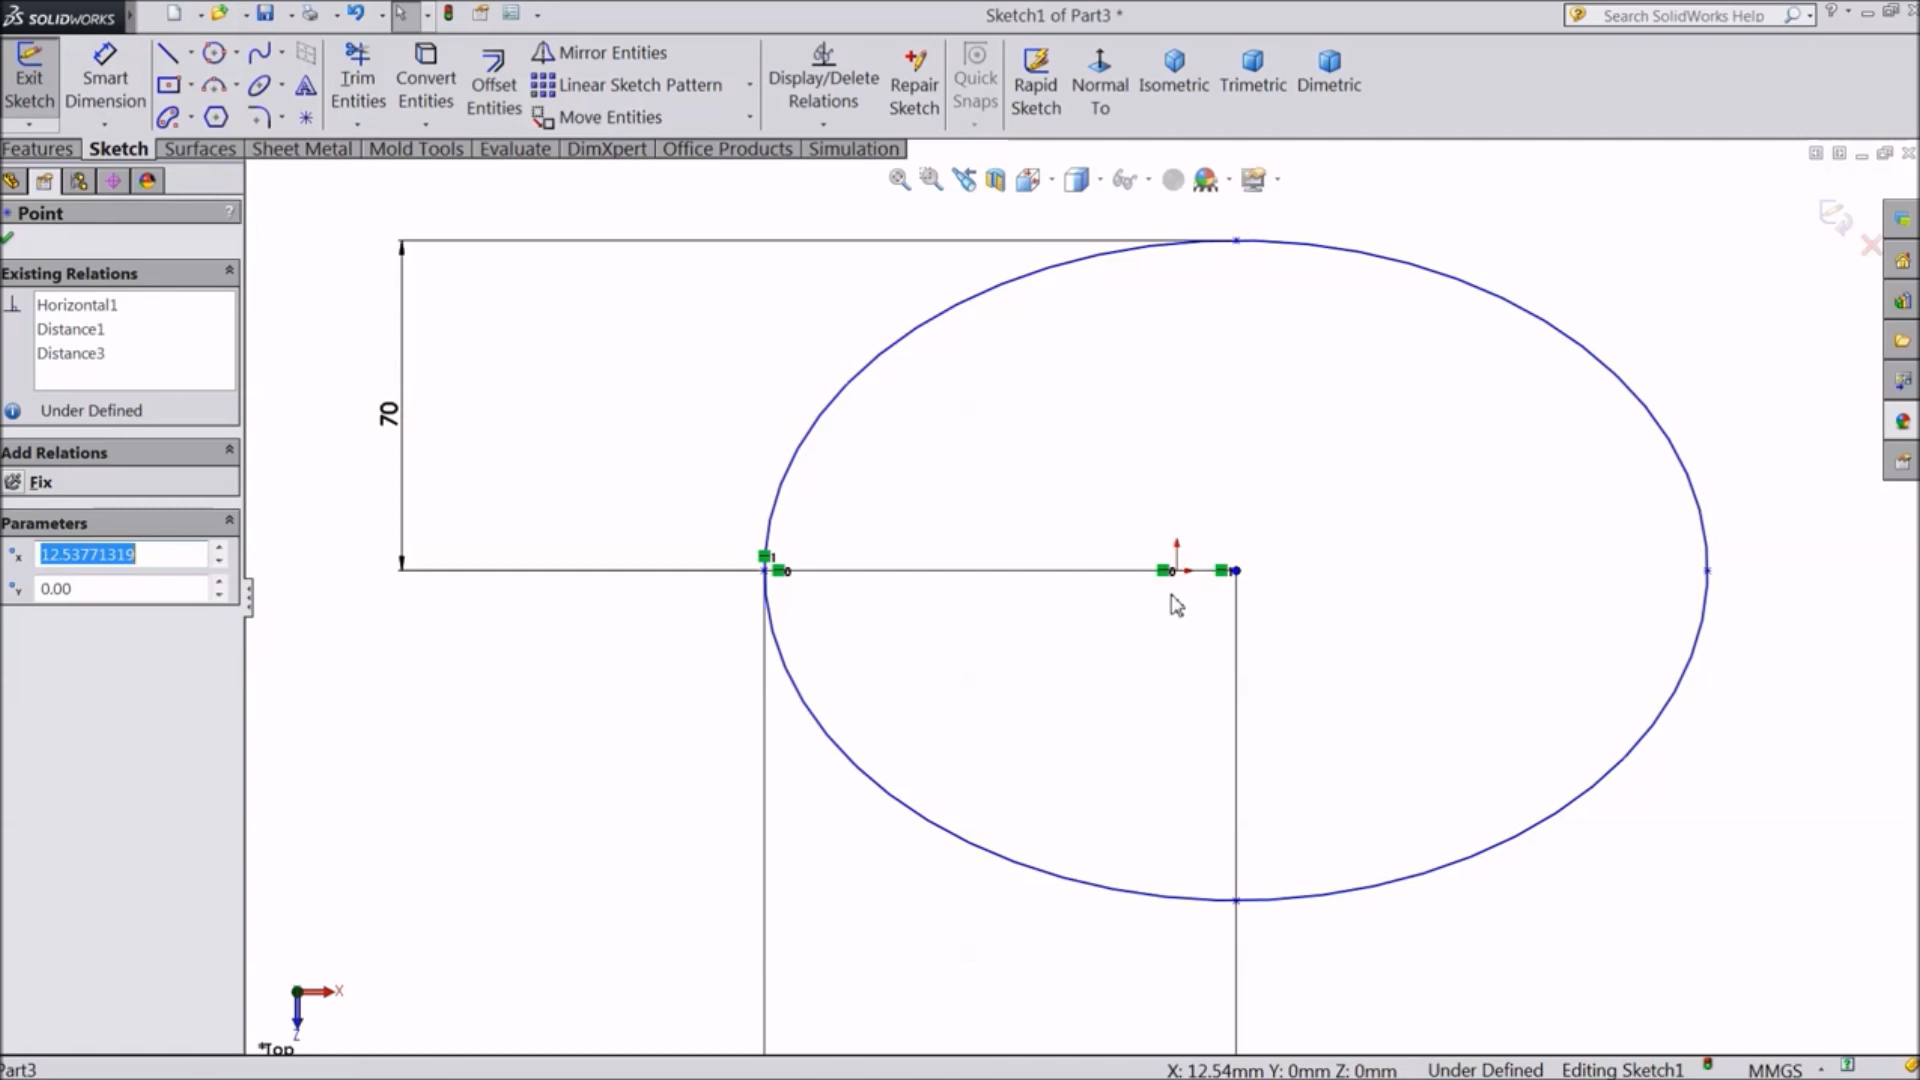 SOLIDWORKS
Sketch1 of Part3 *
Search SolidWorks Help
Exit Sketch
Smart Dimension
Trim Entities
Convert Entities
Offset Entities
Mirror Entities
Linear Sketch Pattern
Move Entities
Display/Delete Relations
Repair Sketch
Quick Snaps
Rapid Sketch
Normal To
Isometric
Trimetric
Dimetric
Features Sketch Surfaces Sheet Metal Mold Tools Evaluate DimXpert Office Products Simulation
Point ?
Existing Relations
Horizontal1
Distance1
Distance3
Under Defined
Add Relations
Fix
Parameters
x 12.53771319
Y 0.00
70
1
0
0
X
Z
*Top
Part3
X: 12.54mm Y: 0mm Z: 0mm Under Defined Editing Sketch1 MMGS